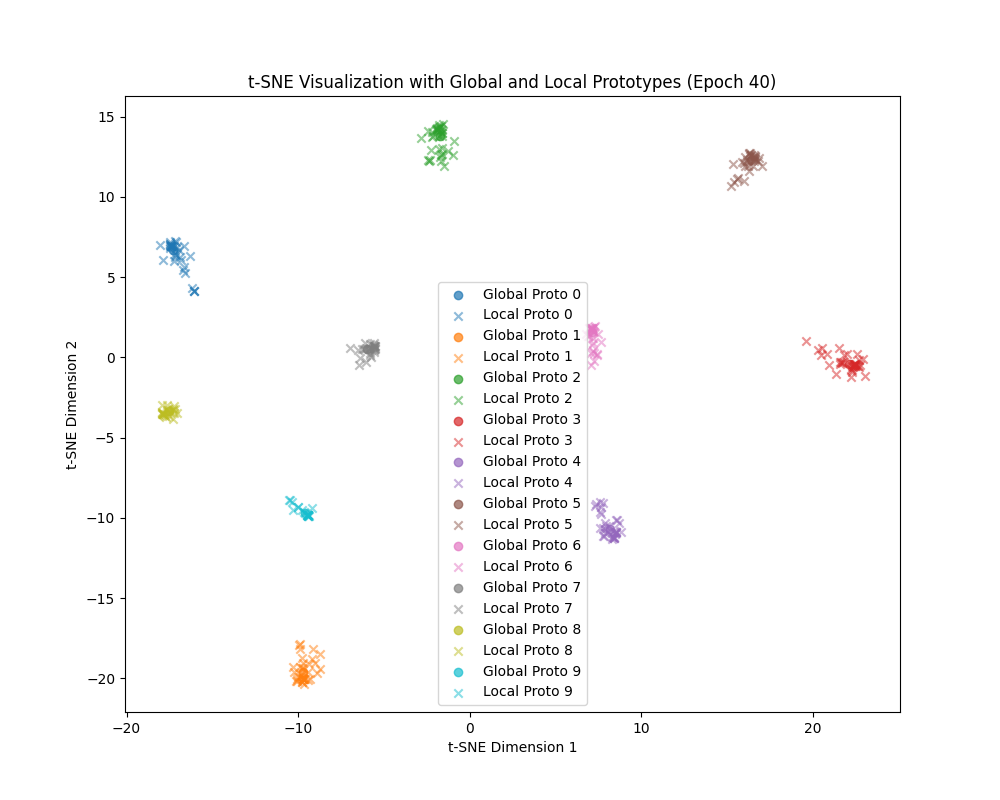 t-SNE Visualization with Global and Local Prototypes (Epoch 40)
15
10
5
0
−5
−10
−15
−20
t-SNE Dimension 2
Global Proto 0
Local Proto 0
Global Proto 1
Local Proto 1
Global Proto 2
Local Proto 2
Global Proto 3
Local Proto 3
Global Proto 4
Local Proto 4
Global Proto 5
Local Proto 5
Global Proto 6
Local Proto 6
Global Proto 7
Local Proto 7
Global Proto 8
Local Proto 8
Global Proto 9
Local Proto 9
−20 −10 0 10 20
t-SNE Dimension 1